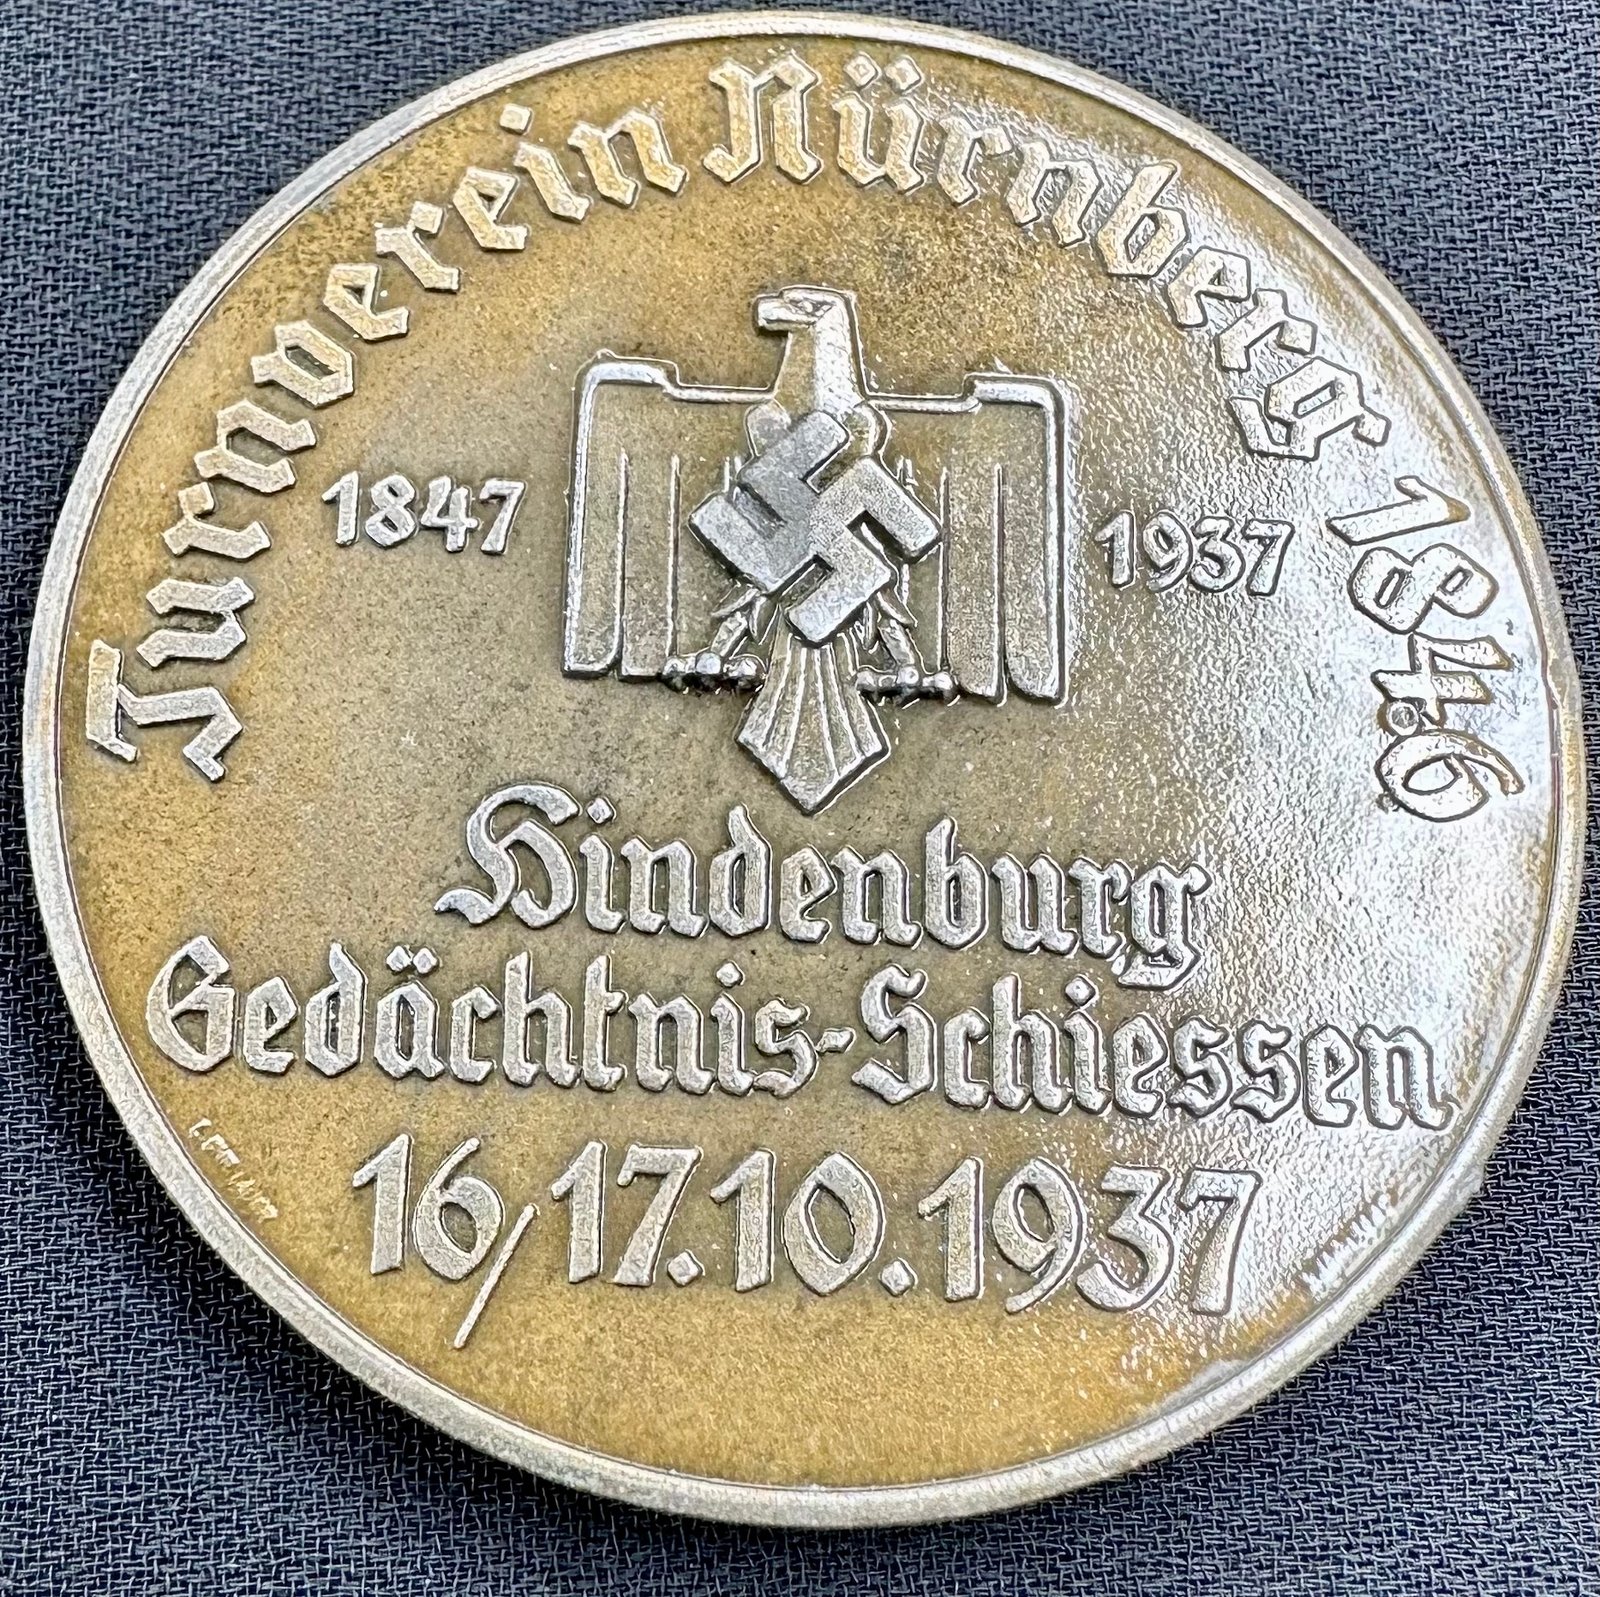 Turnverein Nürnberg 1846
1847
1937
Hindenburg
Gedächtnis-Schiessen
16/17.10.1937